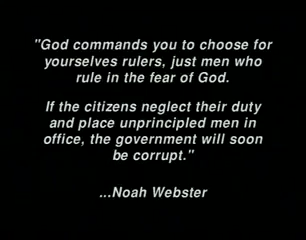 "God commands you to choose for
yourselves rulers, just men who
rule in the fear of God.
If the citizens neglect their duty
and place unprincipled men in
office, the government will soon
be corrupt."
...Noah Webster